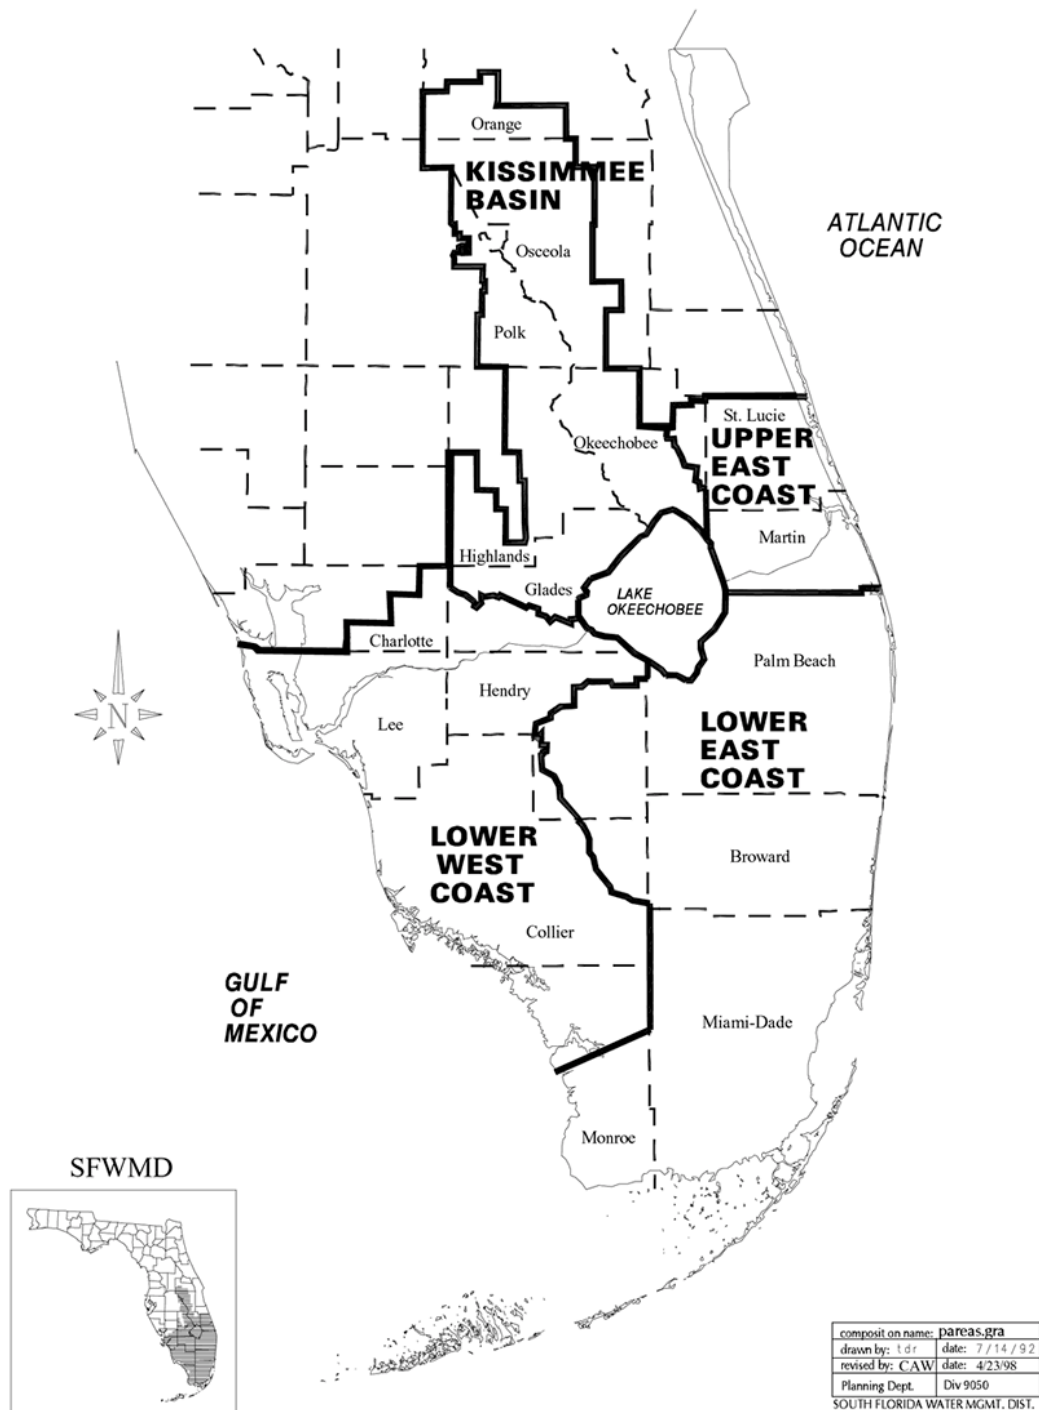 Orange
KISSIMMEE
BASIN
ATLANTIC
OCEAN
Osceola
Polk
St. Lucie
Okeechobee
UPPER
EAST
COAST
Martin
Highlands
Glades
LAKE
OKEECHOBEE
Charlotte
Palm Beach
Hendry
N
Lee
LOWER
EAST
COAST
LOWER
WEST
COAST
Broward
Collier
GULF
OF
MEXICO
Miami-Dade
Monroe
SFWMD
composit on name: pareas.gra
drawn by: tdr date: 7/14/92
revised by: CAW date: 4/23/98
Planning Dept. Div 9050
SOUTH FLORIDA WATER MGMT. DIST.